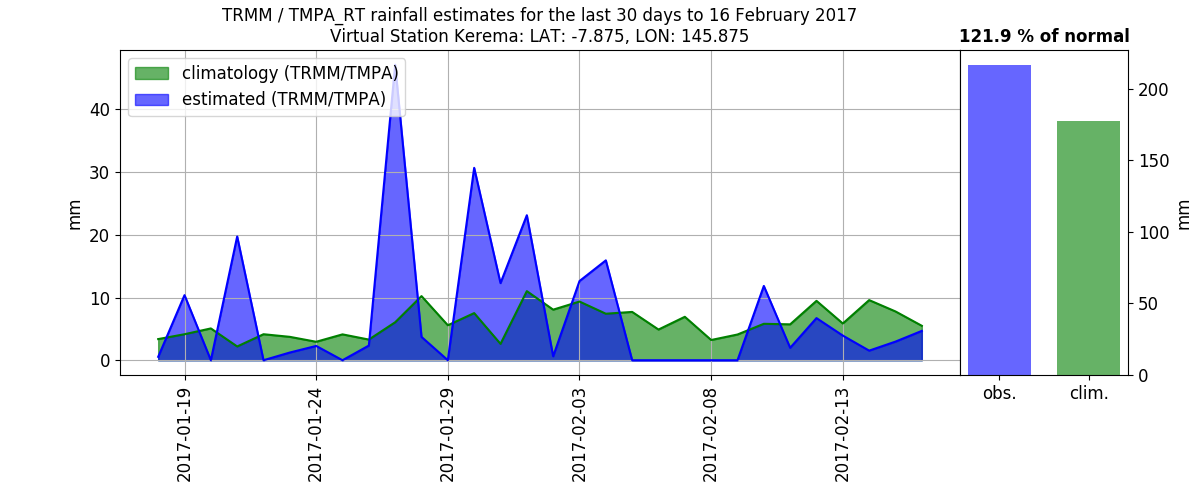 TRMM / TMPA_RT rainfall estimates for the last 30 days to 16 February 2017
Virtual Station Kerema: LAT: -7.875, LON: 145.875
121.9 % of normal
climatology (TRMM/TMPA)
estimated (TRMM/TMPA)
mm
40
30
20
10
0
2017-01-19
2017-01-24
2017-01-29
2017-02-03
2017-02-08
2017-02-13
200
150
100
50
0
mm
obs.
clim.